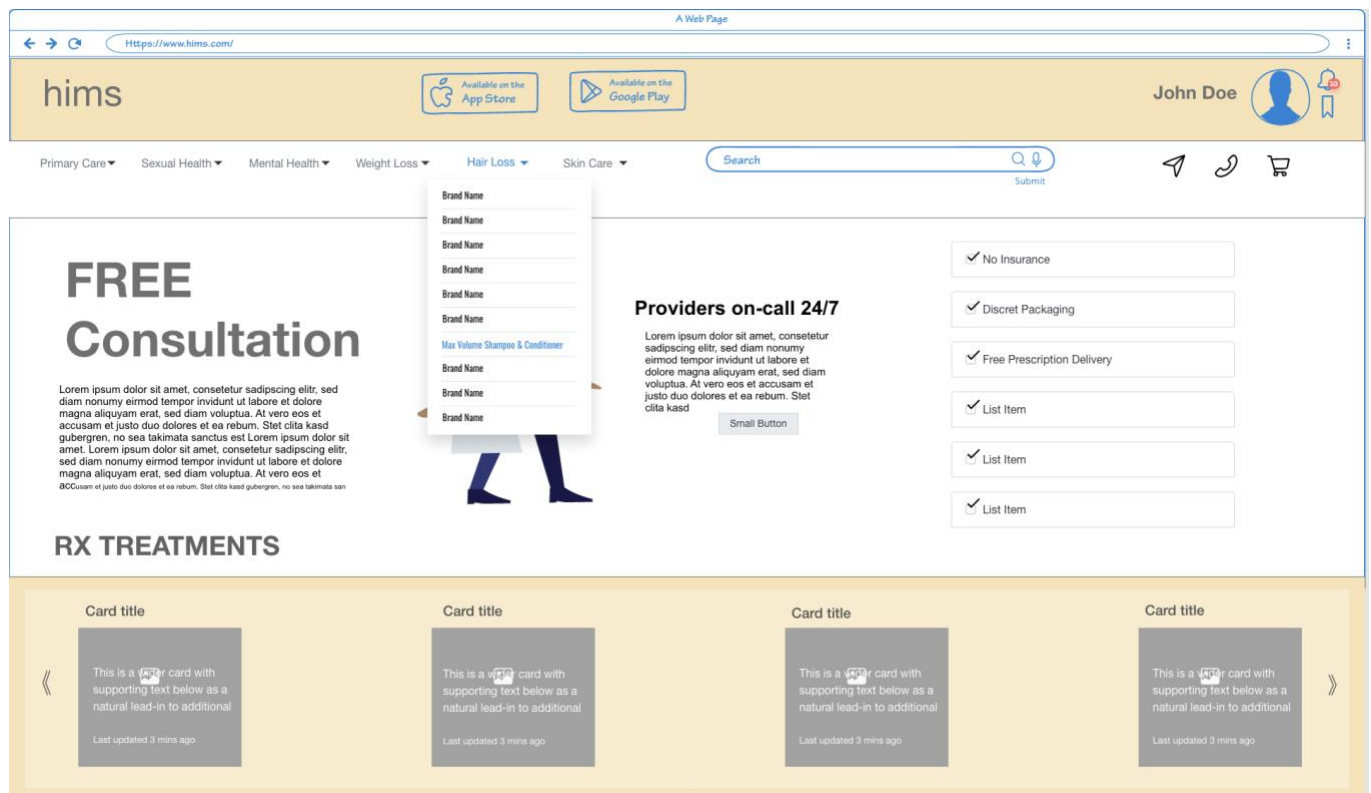 A Web Page
Https://www.hims.com/
hims
Available on the
App Store
Available on the
Google Play
John Doe
10
Primary Care
Sexual Health
Mental Health
Weight Loss
Hair Loss
Skin Care
Search
Submit
Brand Name
Brand Name
Brand Name
Brand Name
Brand Name
Brand Name
Max Volume Shampoo & Conditioner
Brand Name
Brand Name
Brand Name
FREE
Consultation
Lorem ipsum dolor sit amet, consetetur sadipscing elitr, sed
diam nonumy eirmod tempor invidunt ut labore et dolore
magna aliquyam erat, sed diam voluptua. At vero eos et
accusam et justo duo dolores et ea rebum. Stet clita kasd
gubergren, no sea takimata sanctus est Lorem ipsum dolor sit
amet. Lorem ipsum dolor sit amet, consetetur sadipscing elitr,
sed diam nonumy eirmod tempor invidunt ut labore et dolore
magna aliquyam erat, sed diam voluptua. At vero eos et
accusam et justo duo dolores et ea rebum. Stet clita kasd gubergren, no sea takimata san
Providers on-call 24/7
Lorem ipsum dolor sit amet, consetetur
sadipscing elitr, sed diam nonumy
eirmod tempor invidunt ut labore et
dolore magna aliquyam erat, sed diam
voluptua. At vero eos et accusam et
justo duo dolores et ea rebum. Stet
clita kasd
Small Button
No Insurance
Discret Packaging
Free Prescription Delivery
List Item
List Item
List Item
RX TREATMENTS
Card title
This is a wider card with
supporting text below as a
natural lead-in to additional
Last updated 3 mins ago
Card title
This is a wider card with
supporting text below as a
natural lead-in to additional
Last updated 3 mins ago
Card title
This is a wider card with
supporting text below as a
natural lead-in to additional
Last updated 3 mins ago
Card title
This is a wider card with
supporting text below as a
natural lead-in to additional
Last updated 3 mins ago